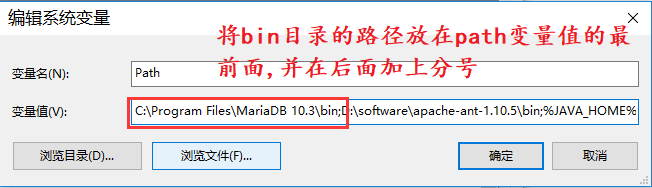 编辑系统变量
将bin目录的路径放在path变量值的最
前面,并在后面加上分号
变量名(N):
Path
变量值(V):
C:\Program Files\MariaDB 10.3\bin;D:\software\apache-ant-1.10.5\bin;%JAVA_HOME%
浏览目录(D)...
浏览文件(F)...
确定
取消